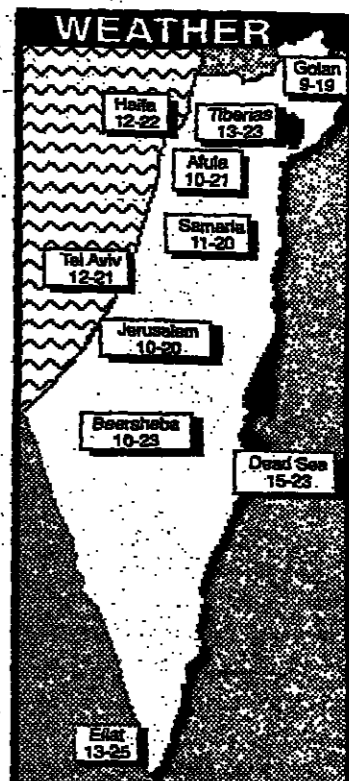 WEATHER
Golan
9-19
Haifa
12-22
Tiberias
13-23
Afula
10-21
Samaria
11-20
Tel Aviv
12-21
Jerusalem
10-20
Beersheba
10-23
Dead Sea
15-23
Eilat
13-25